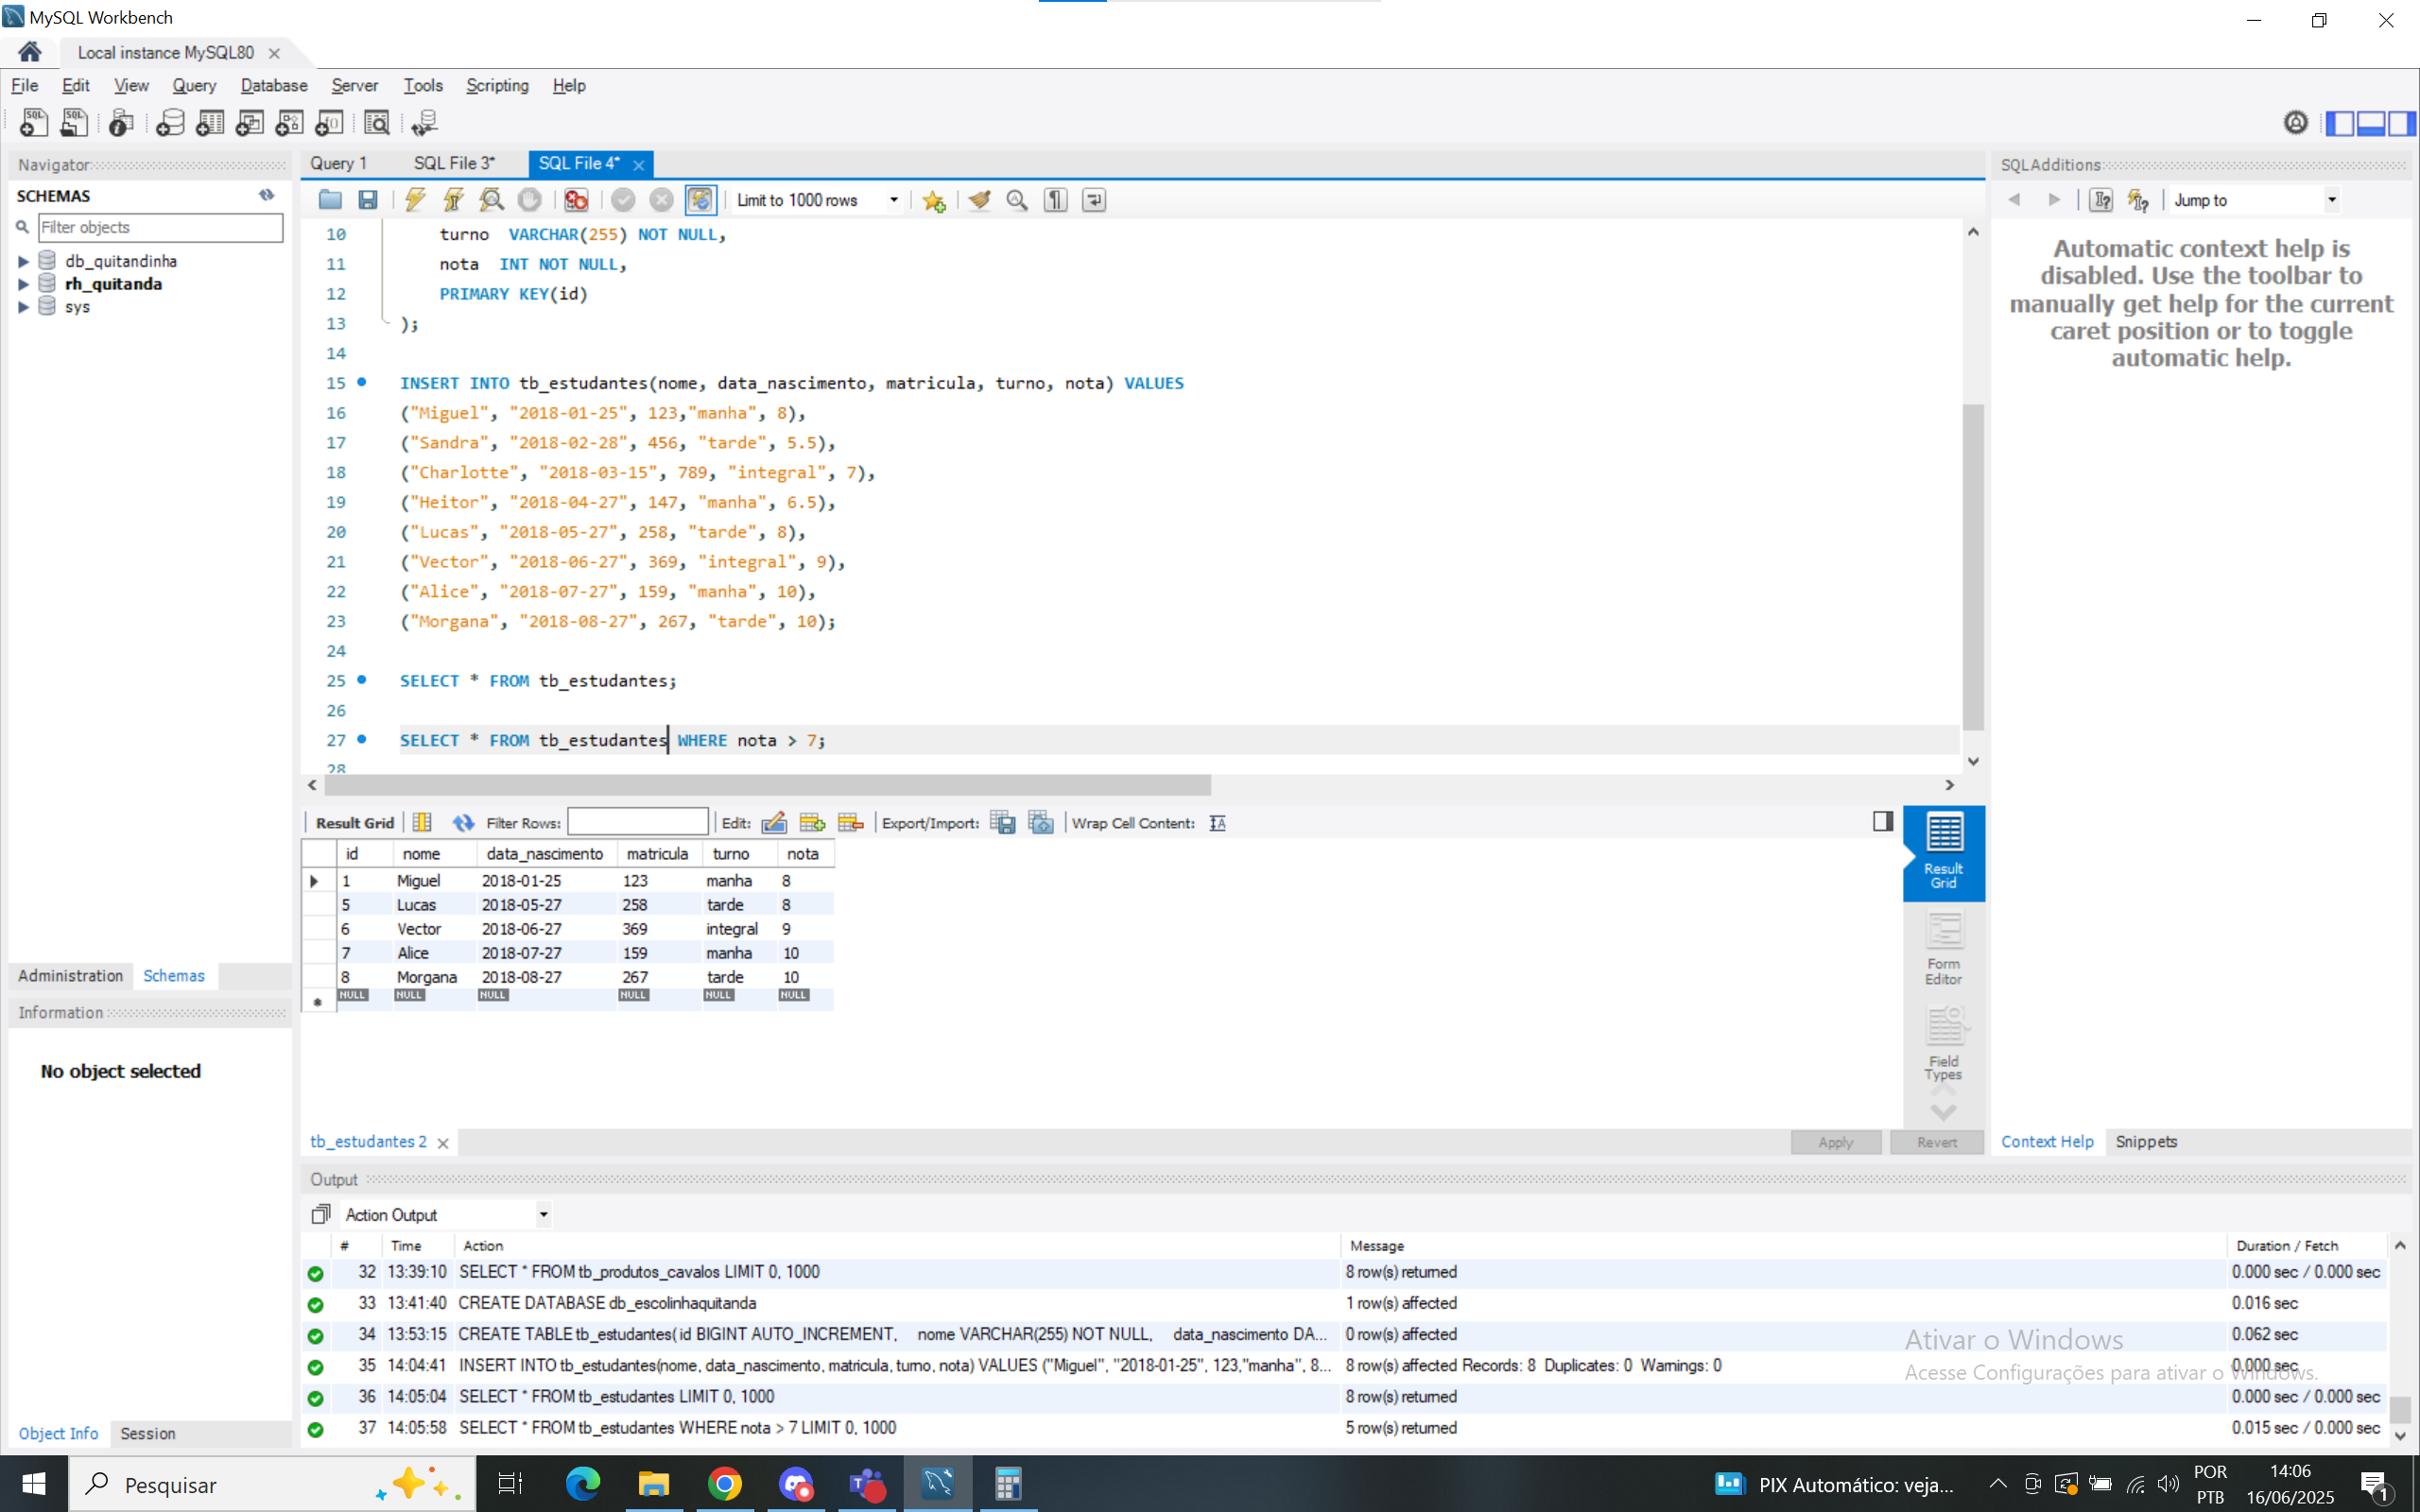 MySQL Workbench
Local instance MySQL80
File Edit View Query Database Server Tools Scripting Help
Navigator
SCHEMAS
Filter objects
db_quitandinha
rh_quitanda
sys
Administration Schemas
Information
No object selected
Object Info Session
Query 1 SQL File 3* SQL File 4*
Limit to 1000 rows
10 turno VARCHAR(255) NOT NULL,
11 nota INT NOT NULL,
12 PRIMARY KEY(id)
13 );
14
15 INSERT INTO tb_estudantes(nome, data_nascimento, matricula, turno, nota) VALUES
16 ("Miguel", "2018-01-25", 123,"manha", 8),
17 ("Sandra", "2018-02-28", 456, "tarde", 5.5),
18 ("Charlotte", "2018-03-15", 789, "integral", 7),
19 ("Heitor", "2018-04-27", 147, "manha", 6.5),
20 ("Lucas", "2018-05-27", 258, "tarde", 8),
21 ("Vector", "2018-06-27", 369, "integral", 9),
22 ("Alice", "2018-07-27", 159, "manha", 10),
23 ("Morgana", "2018-08-27", 267, "tarde", 10);
24
25 SELECT * FROM tb_estudantes;
26
27 SELECT * FROM tb_estudantes WHERE nota > 7;
28
Result Grid Filter Rows: Edit: Export/Import: Wrap Cell Content:
id nome data_nascimento matricula turno nota
1 Miguel 2018-01-25 123 manha 8
5 Lucas 2018-05-27 258 tarde 8
6 Vector 2018-06-27 369 integral 9
7 Alice 2018-07-27 159 manha 10
8 Morgana 2018-08-27 267 tarde 10
NULL NULL NULL NULL NULL NULL
Result
Grid
Form
Editor
Field
Types
tb_estudantes 2
Apply Revert
SQLAdditions
Jump to
Automatic context help is
disabled. Use the toolbar to
manually get help for the current
caret position or to toggle
automatic help.
Context Help Snippets
Output
Action Output
# Time Action Message Duration / Fetch
32 13:39:10 SELECT * FROM tb_produtos_cavalos LIMIT 0, 1000 8 row(s) returned 0.000 sec / 0.000 sec
33 13:41:40 CREATE DATABASE db_escolinhaquitanda 1 row(s) affected 0.016 sec
34 13:53:15 CREATE TABLE tb_estudantes( id BIGINT AUTO_INCREMENT, nome VARCHAR(255) NOT NULL, data_nascimento DA... 0 row(s) affected 0.062 sec
35 14:04:41 INSERT INTO tb_estudantes(nome, data_nascimento, matricula, turno, nota) VALUES ("Miguel", "2018-01-25", 123,"manha", 8... 8 row(s) affected Records: 8 Duplicates: 0 Warnings: 0 0.000 sec
36 14:05:04 SELECT * FROM tb_estudantes LIMIT 0, 1000 8 row(s) returned 0.000 sec / 0.000 sec
37 14:05:58 SELECT * FROM tb_estudantes WHERE nota > 7 LIMIT 0, 1000 5 row(s) returned 0.015 sec / 0.000 sec
Ativar o Windows
Acesse Configurações para ativar o Windows.
Pesquisar
PIX Automático: veja...
POR
PTB
14:06
16/06/2025
1